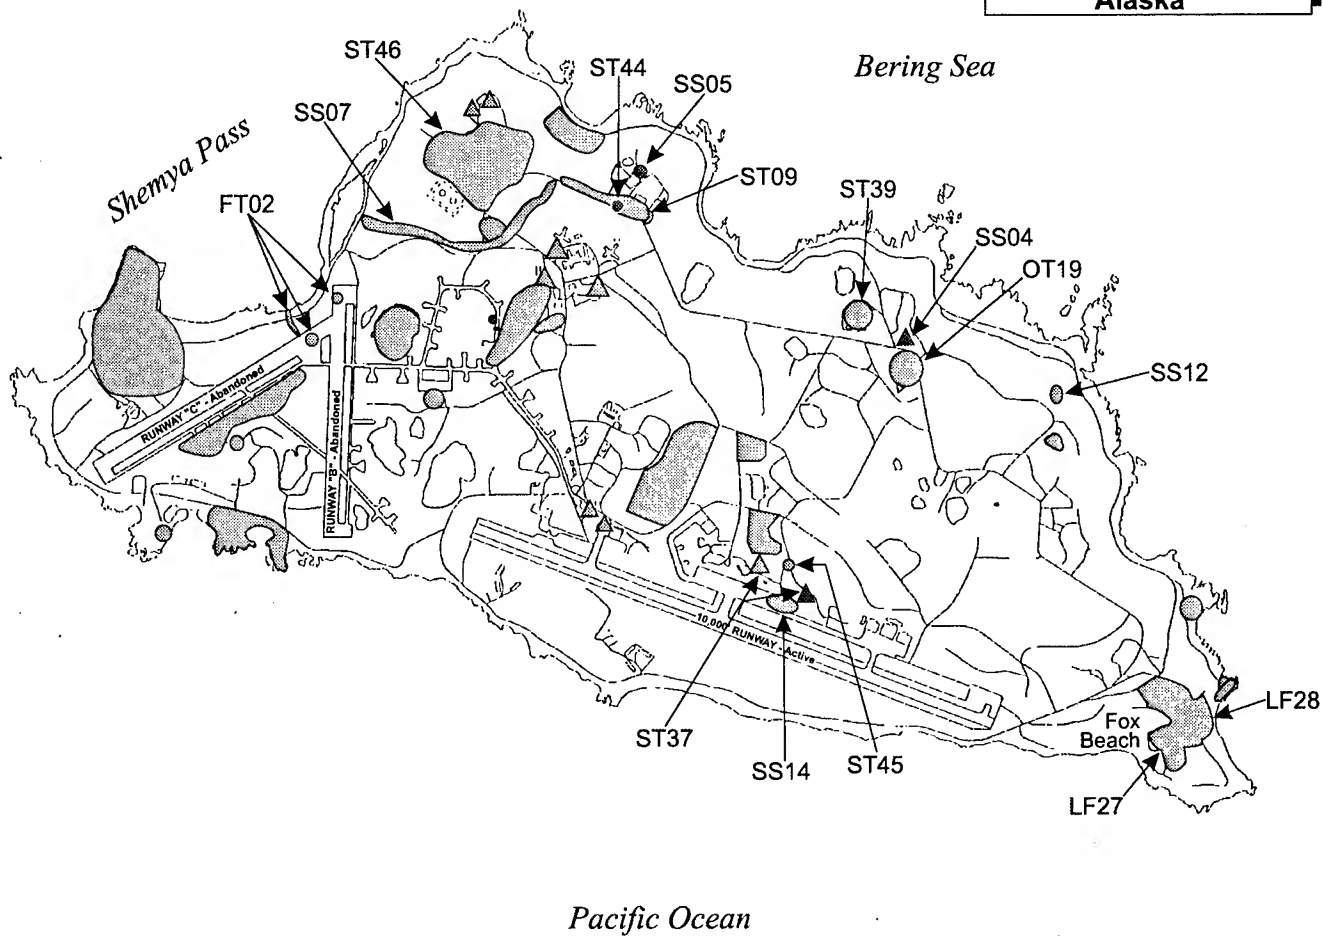 Alaska
ST46
ST44
Bering Sea
SS05
SS07
Shemya Pass
ST09
ST39
FT02
SS04
OT19
SS12
RUNWAY "C" - Abandoned
RUNWAY "B" - Abandoned
10,000' RUNWAY - Active
LF28
Fox
Beach
ST37
SS14
ST45
LF27
Pacific Ocean